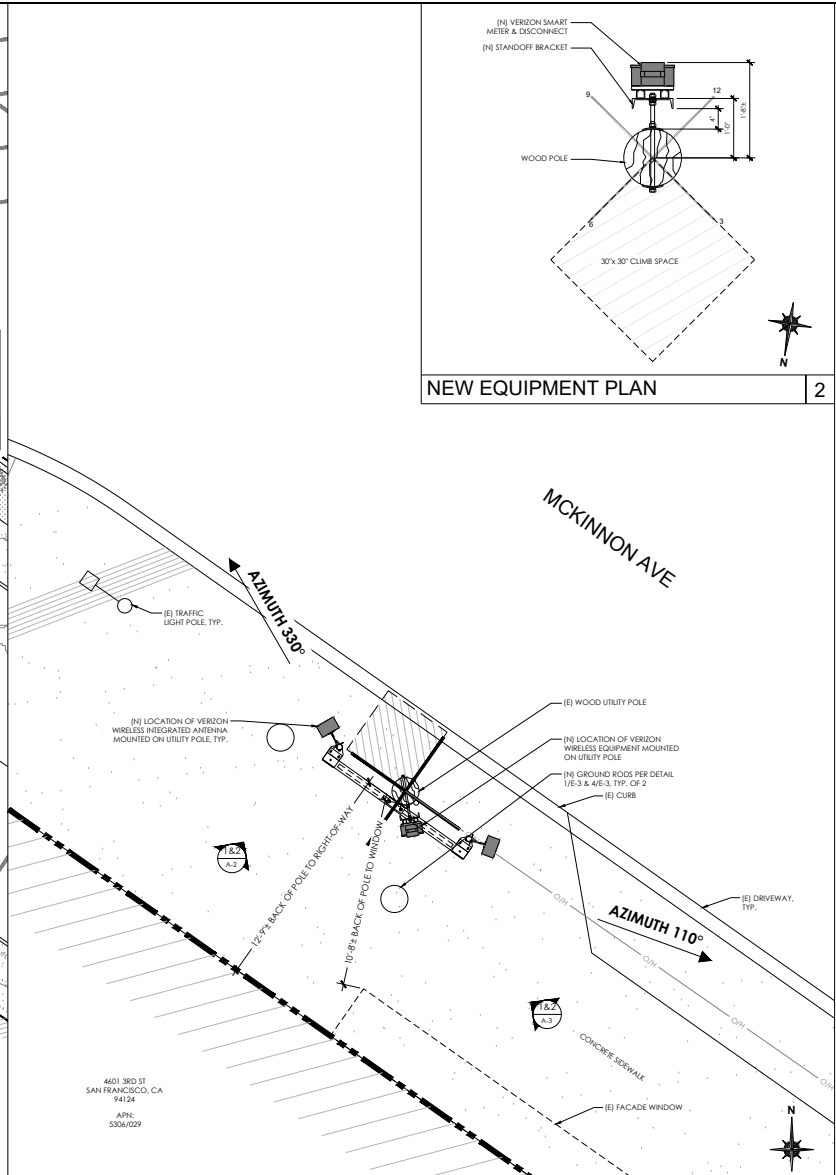 (N) VERIZON SMART
METER & DISCONNECT
(N) STANDOFF BRACKET
9
12
4"
1'-0"
1'-8"±
WOOD POLE
6
3
30"x 30" CLIMB SPACE
N
NEW EQUIPMENT PLAN
2
MCKINNON AVE
AZIMUTH 330°
(E) TRAFFIC
LIGHT POLE, TYP.
(N) LOCATION OF VERIZON
WIRELESS INTEGRATED ANTENNA
MOUNTED ON UTILITY POLE, TYP.
(E) WOOD UTILITY POLE
(N) LOCATION OF VERIZON
WIRELESS EQUIPMENT MOUNTED
ON UTILITY POLE
(N) GROUND RODS PER DETAIL
1/E-3 & 4/E-3, TYP. OF 2
(E) CURB
12'-9"± BACK OF POLE TO RIGHT-OF-WAY
10'-8"± BACK OF POLE TO WINDOW
1&2
A-2
(E) DRIVEWAY,
TYP.
O/H
AZIMUTH 110°
O/H
O/H
O/H
1&2
A-3
CONCRETE SIDEWALK
(E) FACADE WINDOW
4601 3RD ST
SAN FRANCISCO, CA
94124
APN:
5306/029
N